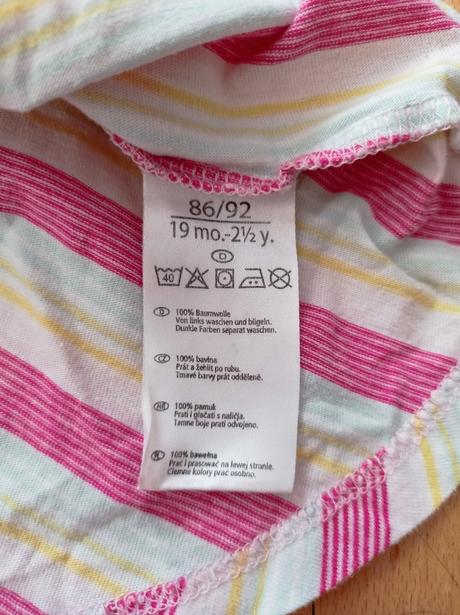 86/92
19 mo.-2½ y.
D
40
D 100% Baumwolle
Von links waschen und bügeln.
Dunkle Farben separat waschen.
CZ 100% bavlna
Prát a žehlit po rubu.
Tmavé barvy prát odděleně.
100% pamuk
Prati i glačati s naličja.
Tamne boje prati odvojeno.
PL 100% bawełna
Prać i prasować na lewej stronie.
Ciemne kolory prać osobno.